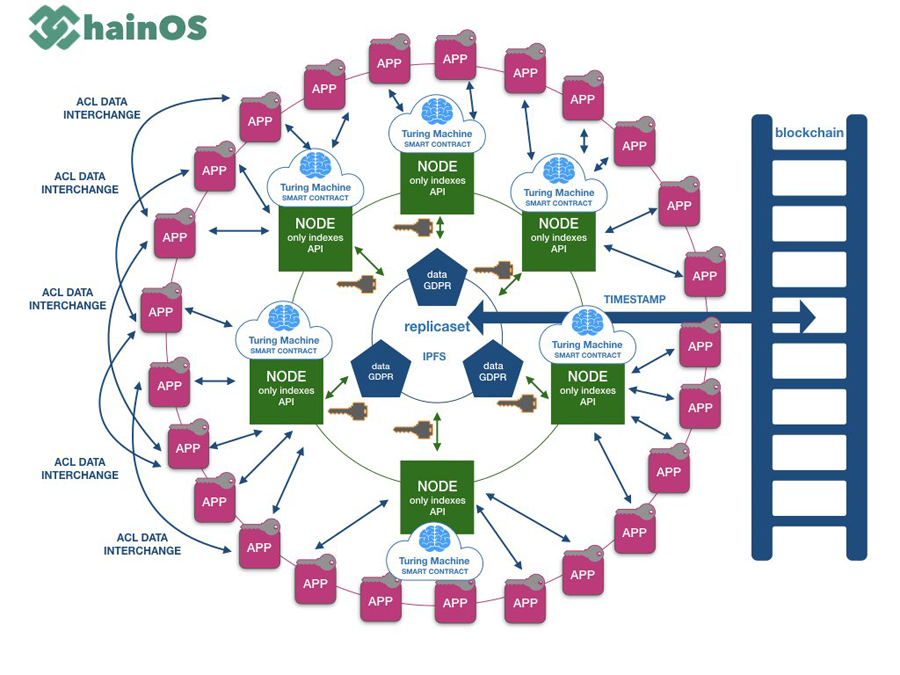 hainOS
APP
APP
APP
APP
APP
ACL DATA
INTERCHANGE
APP
blockchain
Turing Machine
SMART CONTRACT
APP
APP
ACL DATA
INTERCHANGE
Turing Machine
SMART CONTRACT
NODE
only indexes
API
Turing Machine
SMART CONTRACT
APP
APP
NODE
only indexes
API
NODE
only indexes
API
APP
data
GDPR
ACL DATA
INTERCHANGE
TIMESTAMP
APP
replicaset
Turing Machine
SMART CONTRACT
IPFS
Turing Machine
SMART CONTRACT
APP
APP
NODE
only indexes
API
data
GDPR
data
GDPR
NODE
only indexes
API
APP
APP
ACL DATA
INTERCHANGE
APP
NODE
only indexes
API
APP
ACL DATA
INTERCHANGE
APP
APP
Turing Machine
SMART CONTRACT
APP
APP
APP
APP
APP